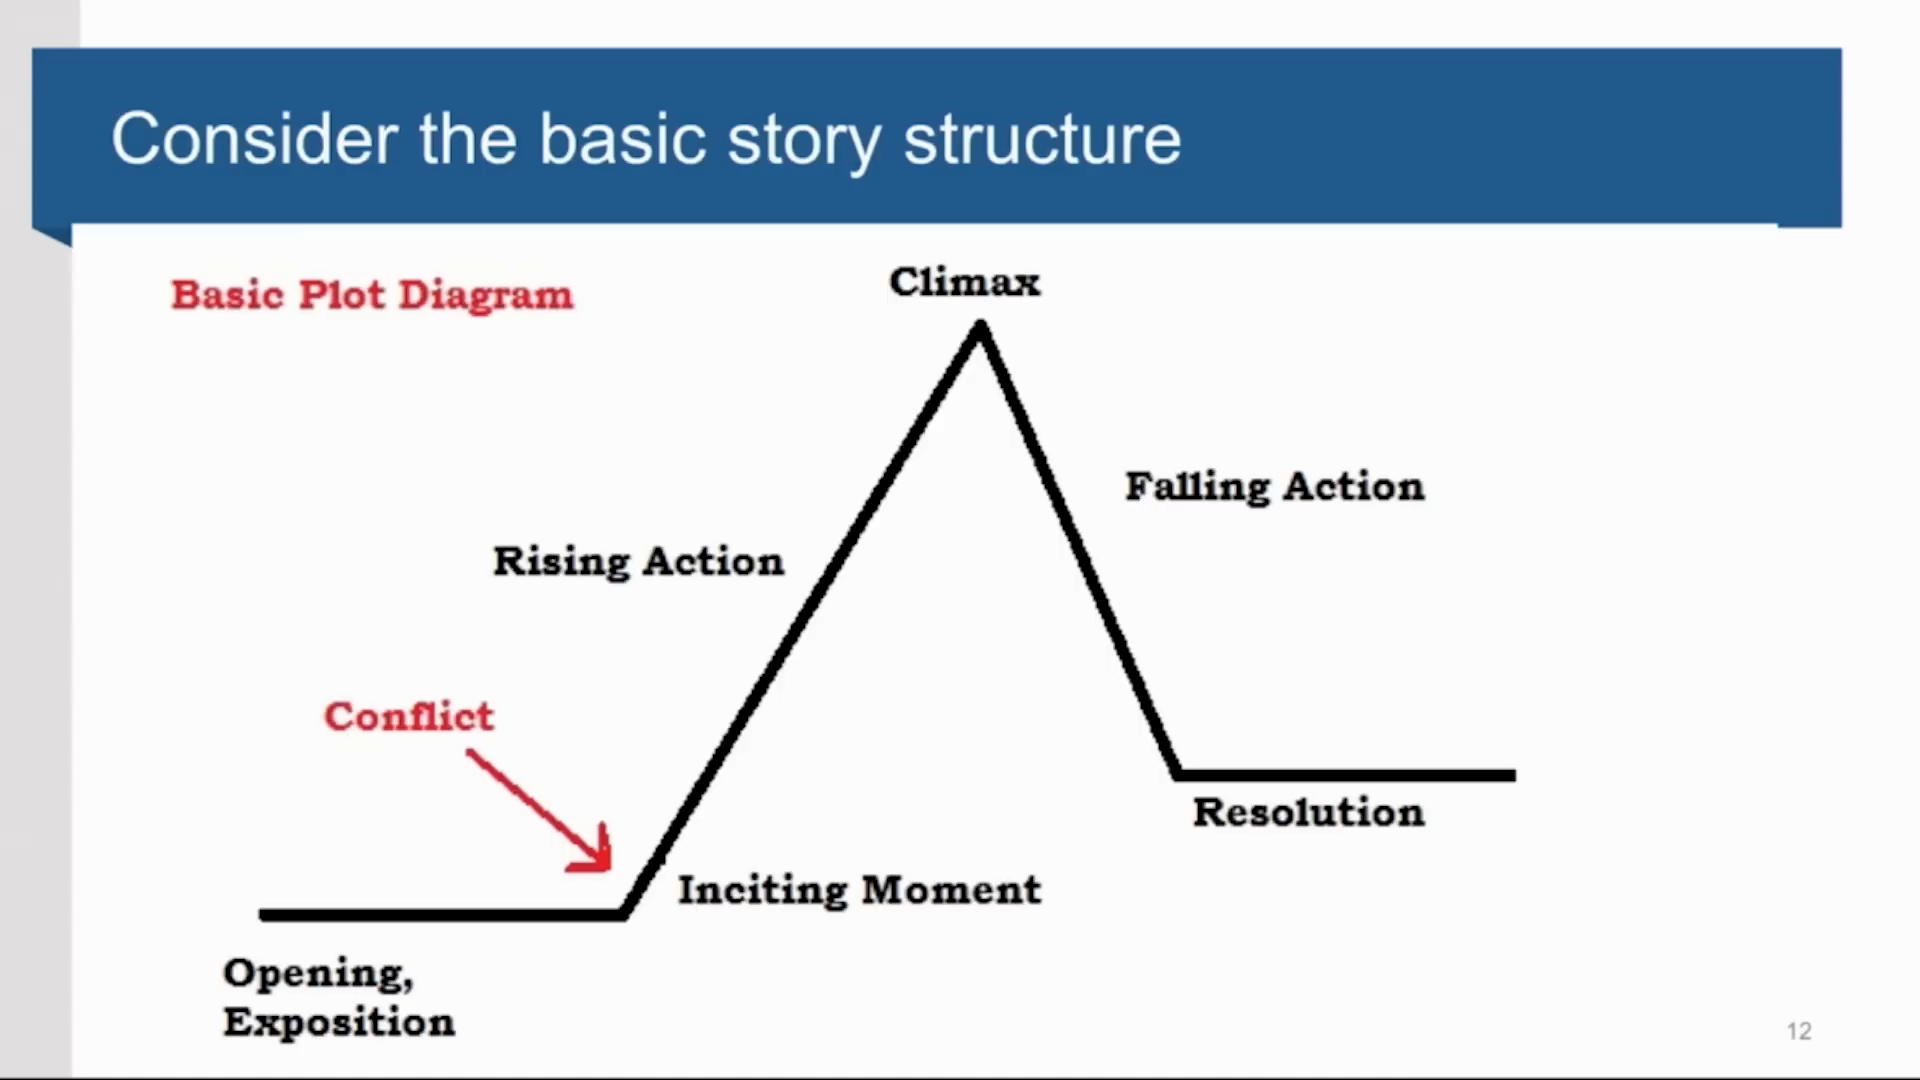 Consider the basic story structure
Basic Plot Diagram
Climax
Falling Action
Rising Action
Conflict
Resolution
Inciting Moment
Opening,
Exposition
12